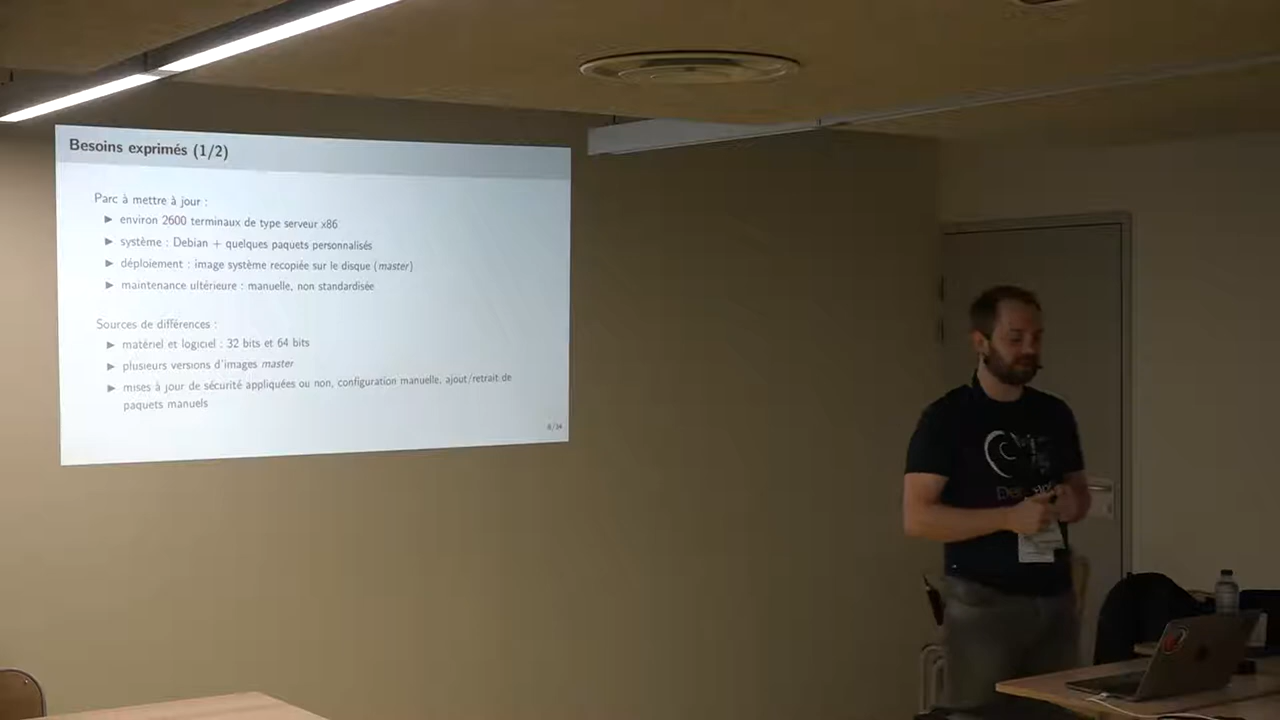 Besoins exprimés (1/2)
Parc à mettre à jour :
▶ environ 2600 terminaux de type serveur x86
▶ système : Debian + quelques paquets personnalisés
▶ déploiement : image système recopiée sur le disque (master)
▶ maintenance ultérieure : manuelle, non standardisée
Sources de différences :
▶ matériel et logiciel : 32 bits et 64 bits
▶ plusieurs versions d'images master
▶ mises à jour de sécurité appliquées ou non, configuration manuelle, ajout/retrait de
paquets manuels